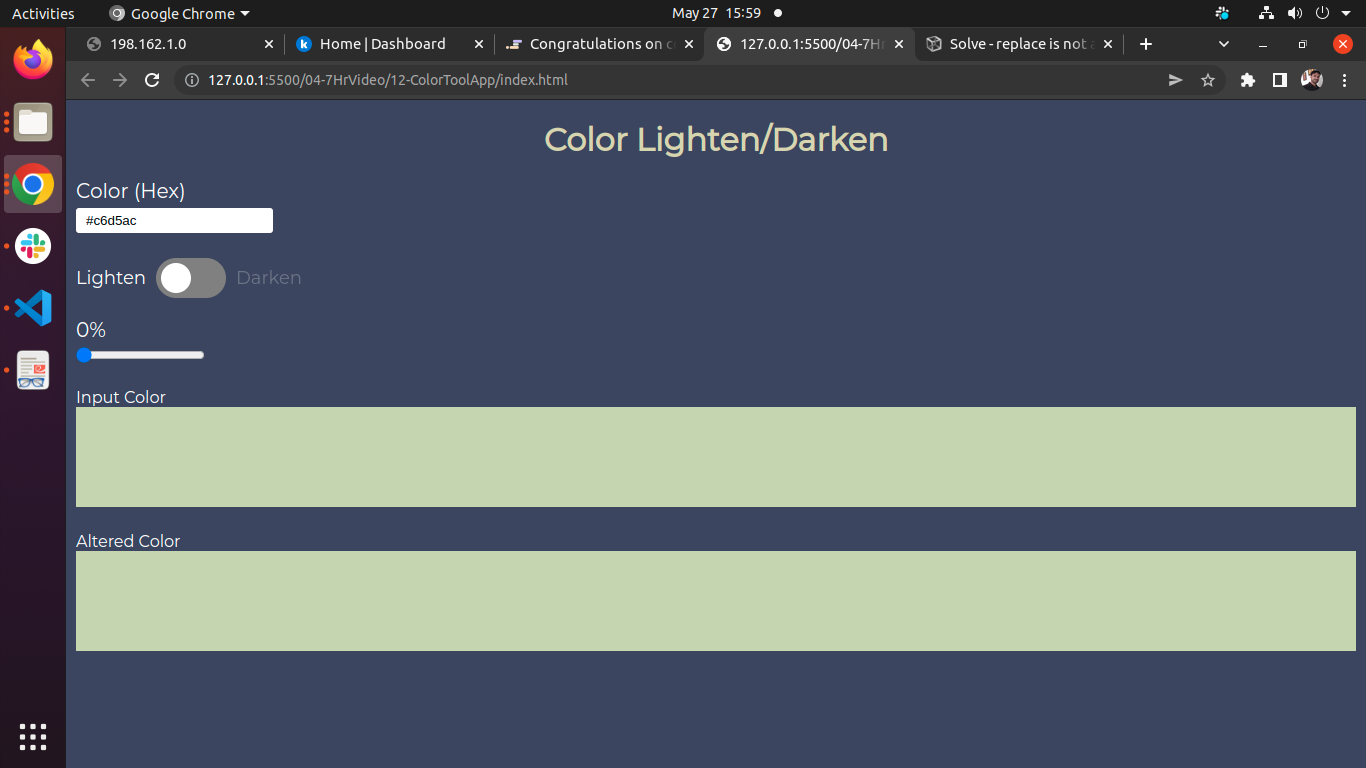 Activities Google Chrome May 27 15:59
198.162.1.0 Home | Dashboard Congratulations on c 127.0.0.1:5500/04-7Hr Solve - replace is not a
127.0.0.1:5500/04-7HrVideo/12-ColorToolApp/index.html
Color Lighten/Darken
Color (Hex)
#c6d5ac
Lighten Darken
0%
Input Color
Altered Color